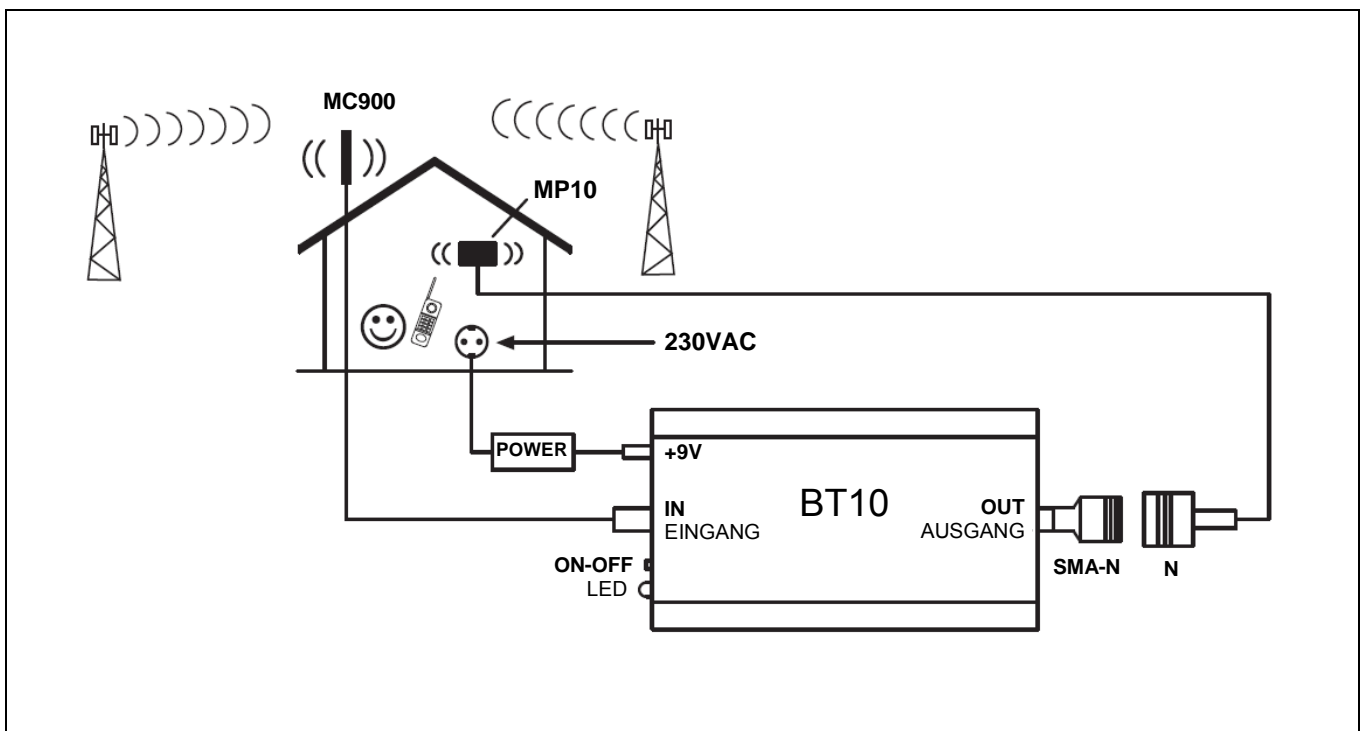 MC900
MP10
230VAC
POWER
+9V
IN
EINGANG
BT10
OUT
AUSGANG
ON-OFF
LED
SMA-N
N